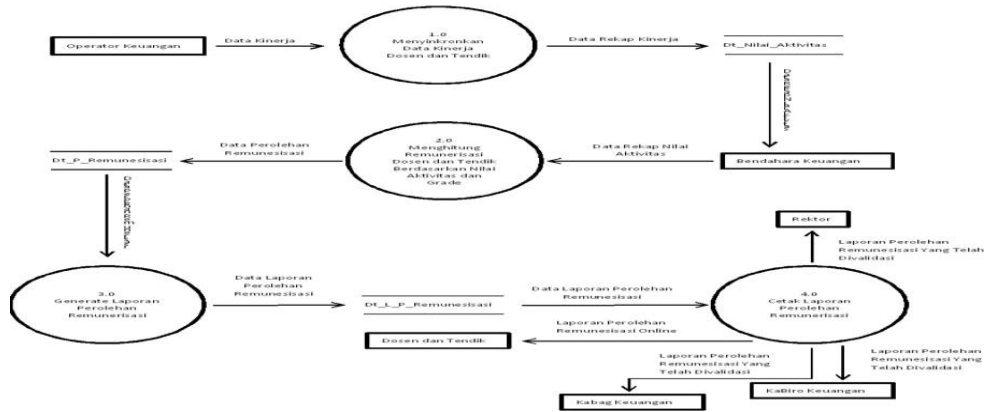 Operator Keuangan
Data Kinerja
1.0
Menyinkronkan
Data Kinerja
Dosen dan Tendik
Data Rekap Kinerja
Dt_Nilai_Aktivitas
Dt_P_Remunesisasi
Data Perolehan
Remunesisasi
2.0
Menghitung
Remunerisasi
Dosen dan Tendik
Berdasarkan Nilai
Aktivitas dan
Grade
Data Rekap Nilai
Aktivitas
Bendahara Keuangan
Rektor
Laporan Perolehan
Remunesisasi Yang Telah
Divalidasi
3.0
Generate Laporan
Perolehan
Remunerisasi
Data Laporan
Perolehan
Remunesisasi
Dt_L_P_Remunesisasi
Data Laporan Perolehan
Remunesisasi
4.0
Cetak Laporan
Perolehan
Remunerisasi
Dosen dan Tendik
Laporan Perolehan
Remunesisasi Online
Laporan Perolehan
Remunesisasi Yang
Telah Divalidasi
Laporan Perolehan
Remunesisasi Yang
Telah Divalidasi
Kabag Keuangan
KaBiro Keuangan